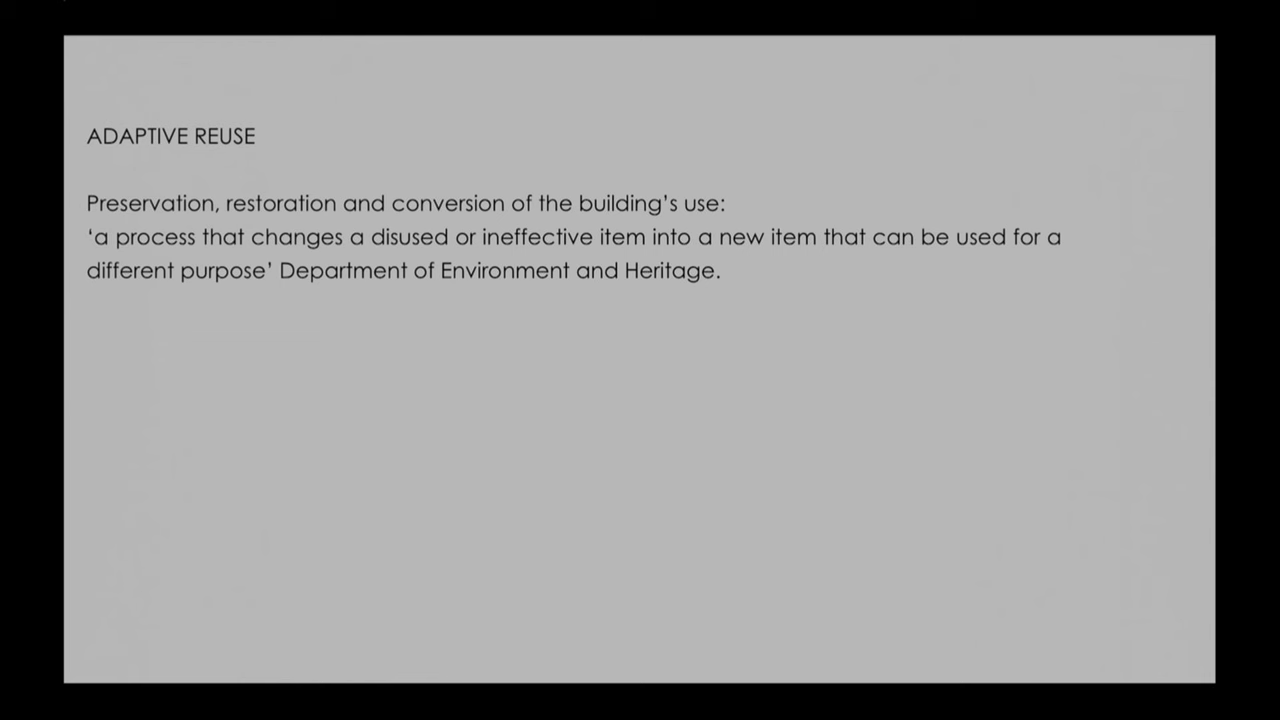 ADAPTIVE REUSE
Preservation, restoration and conversion of the building’s use:
‘a process that changes a disused or ineffective item into a new item that can be used for a
different purpose’ Department of Environment and Heritage.